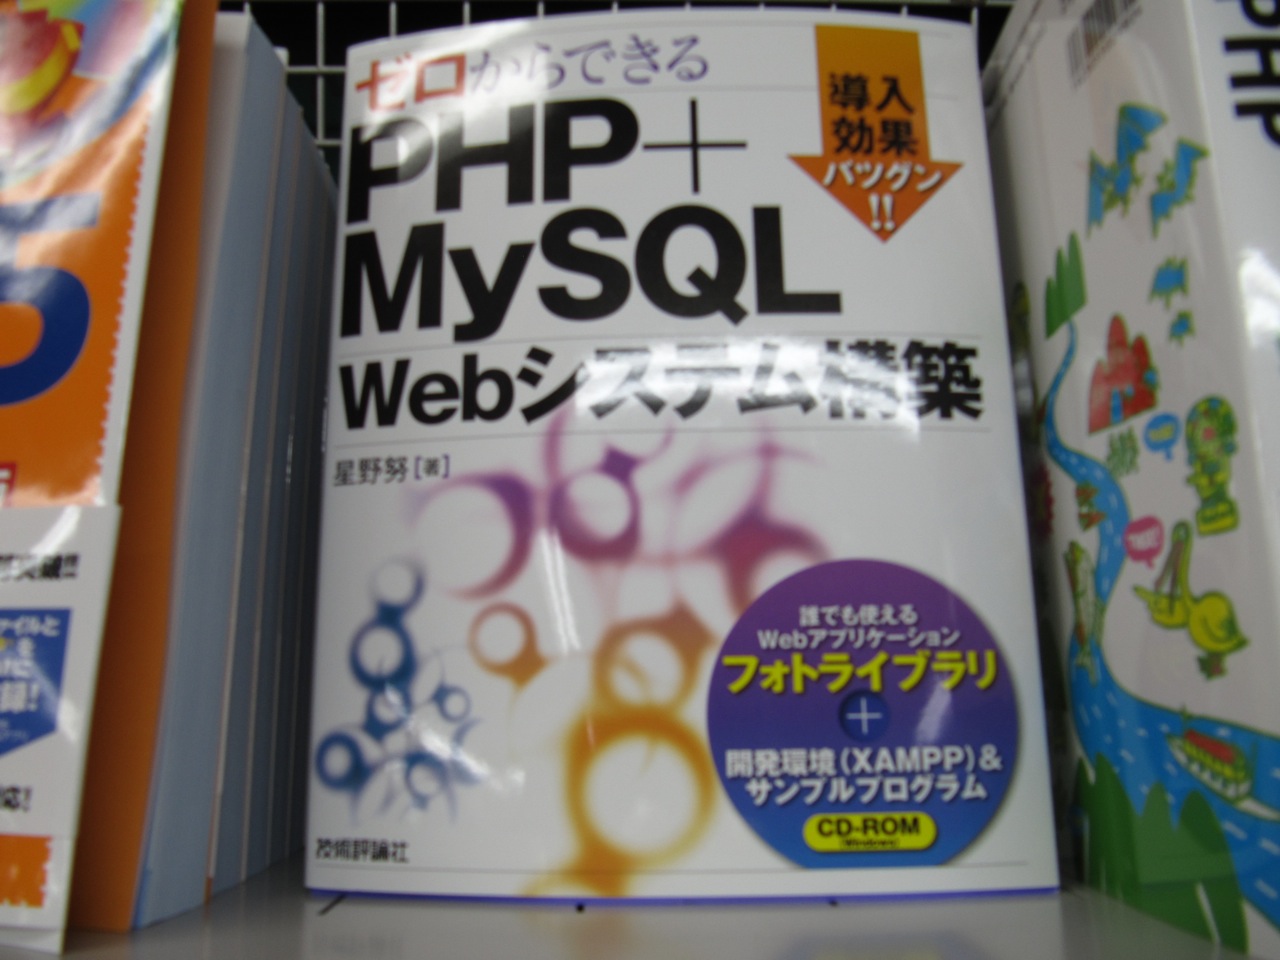 ゼロからできる
PHP+
MySQL
Webシステム構築
星野努[著]
導入
効果
バツグン
!!
誰でも使える
Webアプリケーション
フォトライブラリ
+
開発環境(XAMPP)&
サンプルプログラム
CD-ROM
(Windows)
技術評論社
PHP
5